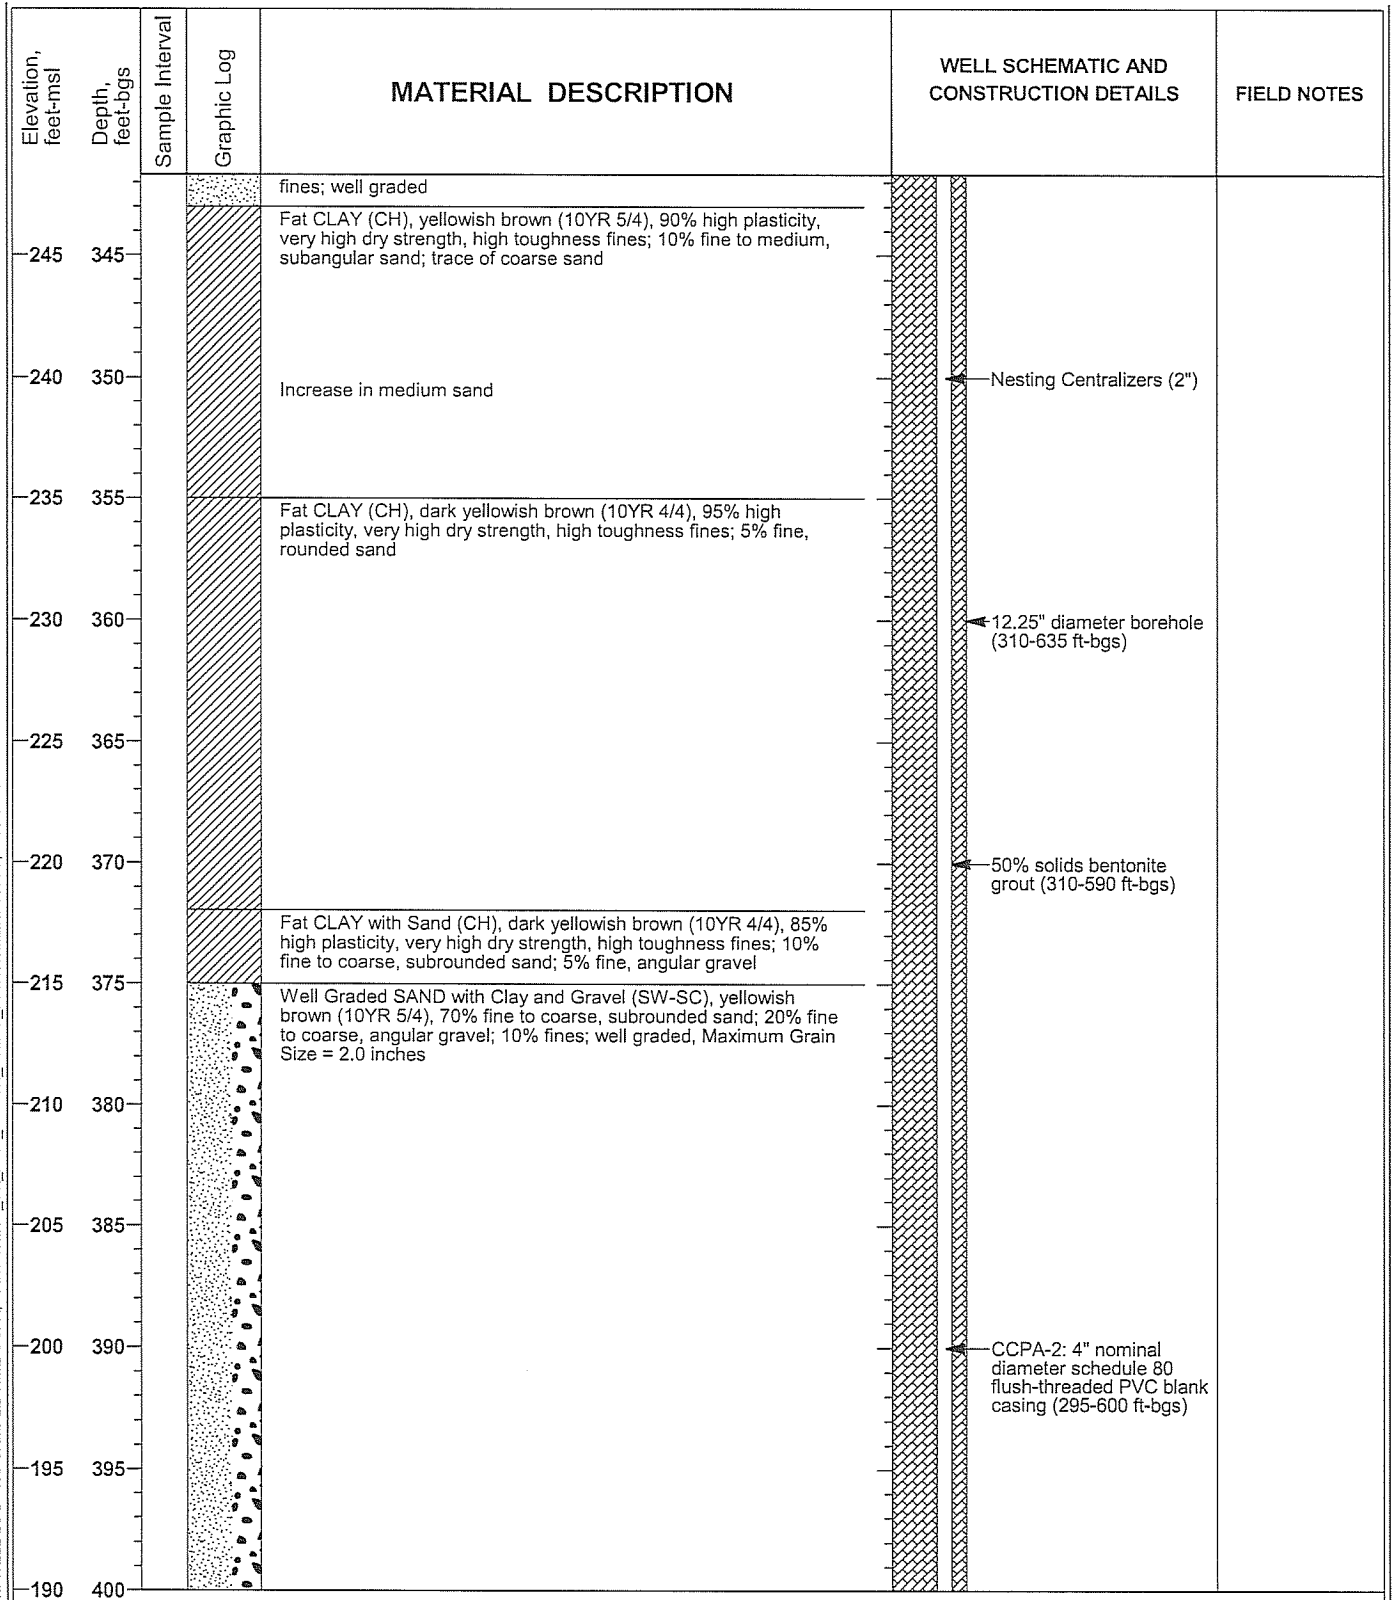 Elevation,
feet-msl
Depth,
feet-bgs
Sample Interval
Graphic Log
MATERIAL DESCRIPTION
WELL SCHEMATIC AND
CONSTRUCTION DETAILS
FIELD NOTES
fines; well graded
Fat CLAY (CH), yellowish brown (10YR 5/4), 90% high plasticity,
very high dry strength, high toughness fines; 10% fine to medium,
subangular sand; trace of coarse sand
245 345
240 350
Increase in medium sand
Nesting Centralizers (2")
235 355
Fat CLAY (CH), dark yellowish brown (10YR 4/4), 95% high
plasticity, very high dry strength, high toughness fines; 5% fine,
rounded sand
230 360
12.25" diameter borehole
(310-635 ft-bgs)
225 365
220 370
50% solids bentonite
grout (310-590 ft-bgs)
Fat CLAY with Sand (CH), dark yellowish brown (10YR 4/4), 85%
high plasticity, very high dry strength, high toughness fines; 10%
fine to coarse, subrounded sand; 5% fine, angular gravel
215 375
Well Graded SAND with Clay and Gravel (SW-SC), yellowish
brown (10YR 5/4), 70% fine to coarse, subrounded sand; 20% fine
to coarse, angular gravel; 10% fines; well graded, Maximum Grain
Size = 2.0 inches
210 380
205 385
200 390
CCPA-2: 4" nominal
diameter schedule 80
flush-threaded PVC blank
casing (295-600 ft-bgs)
195 395
190 400